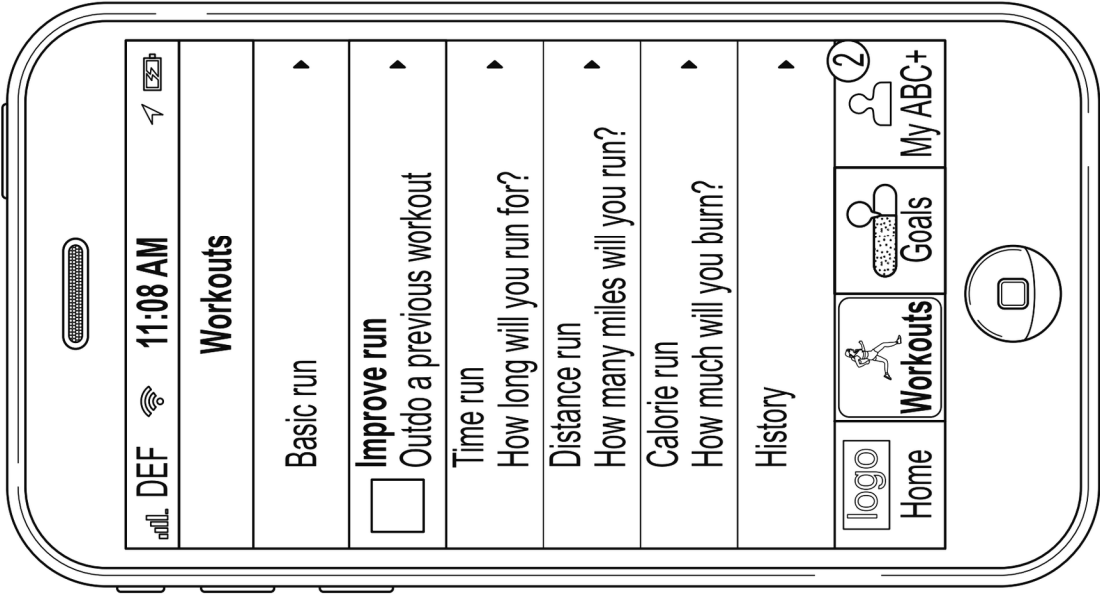 DEF 11:08 AM
Workouts
Basic run
Improve run
Outdo a previous workout
Time run
How long will you run for?
Distance run
How many miles will you run?
Calorie run
How much will you burn?
History
logo
Home
Workouts
Goals
2
My ABC+